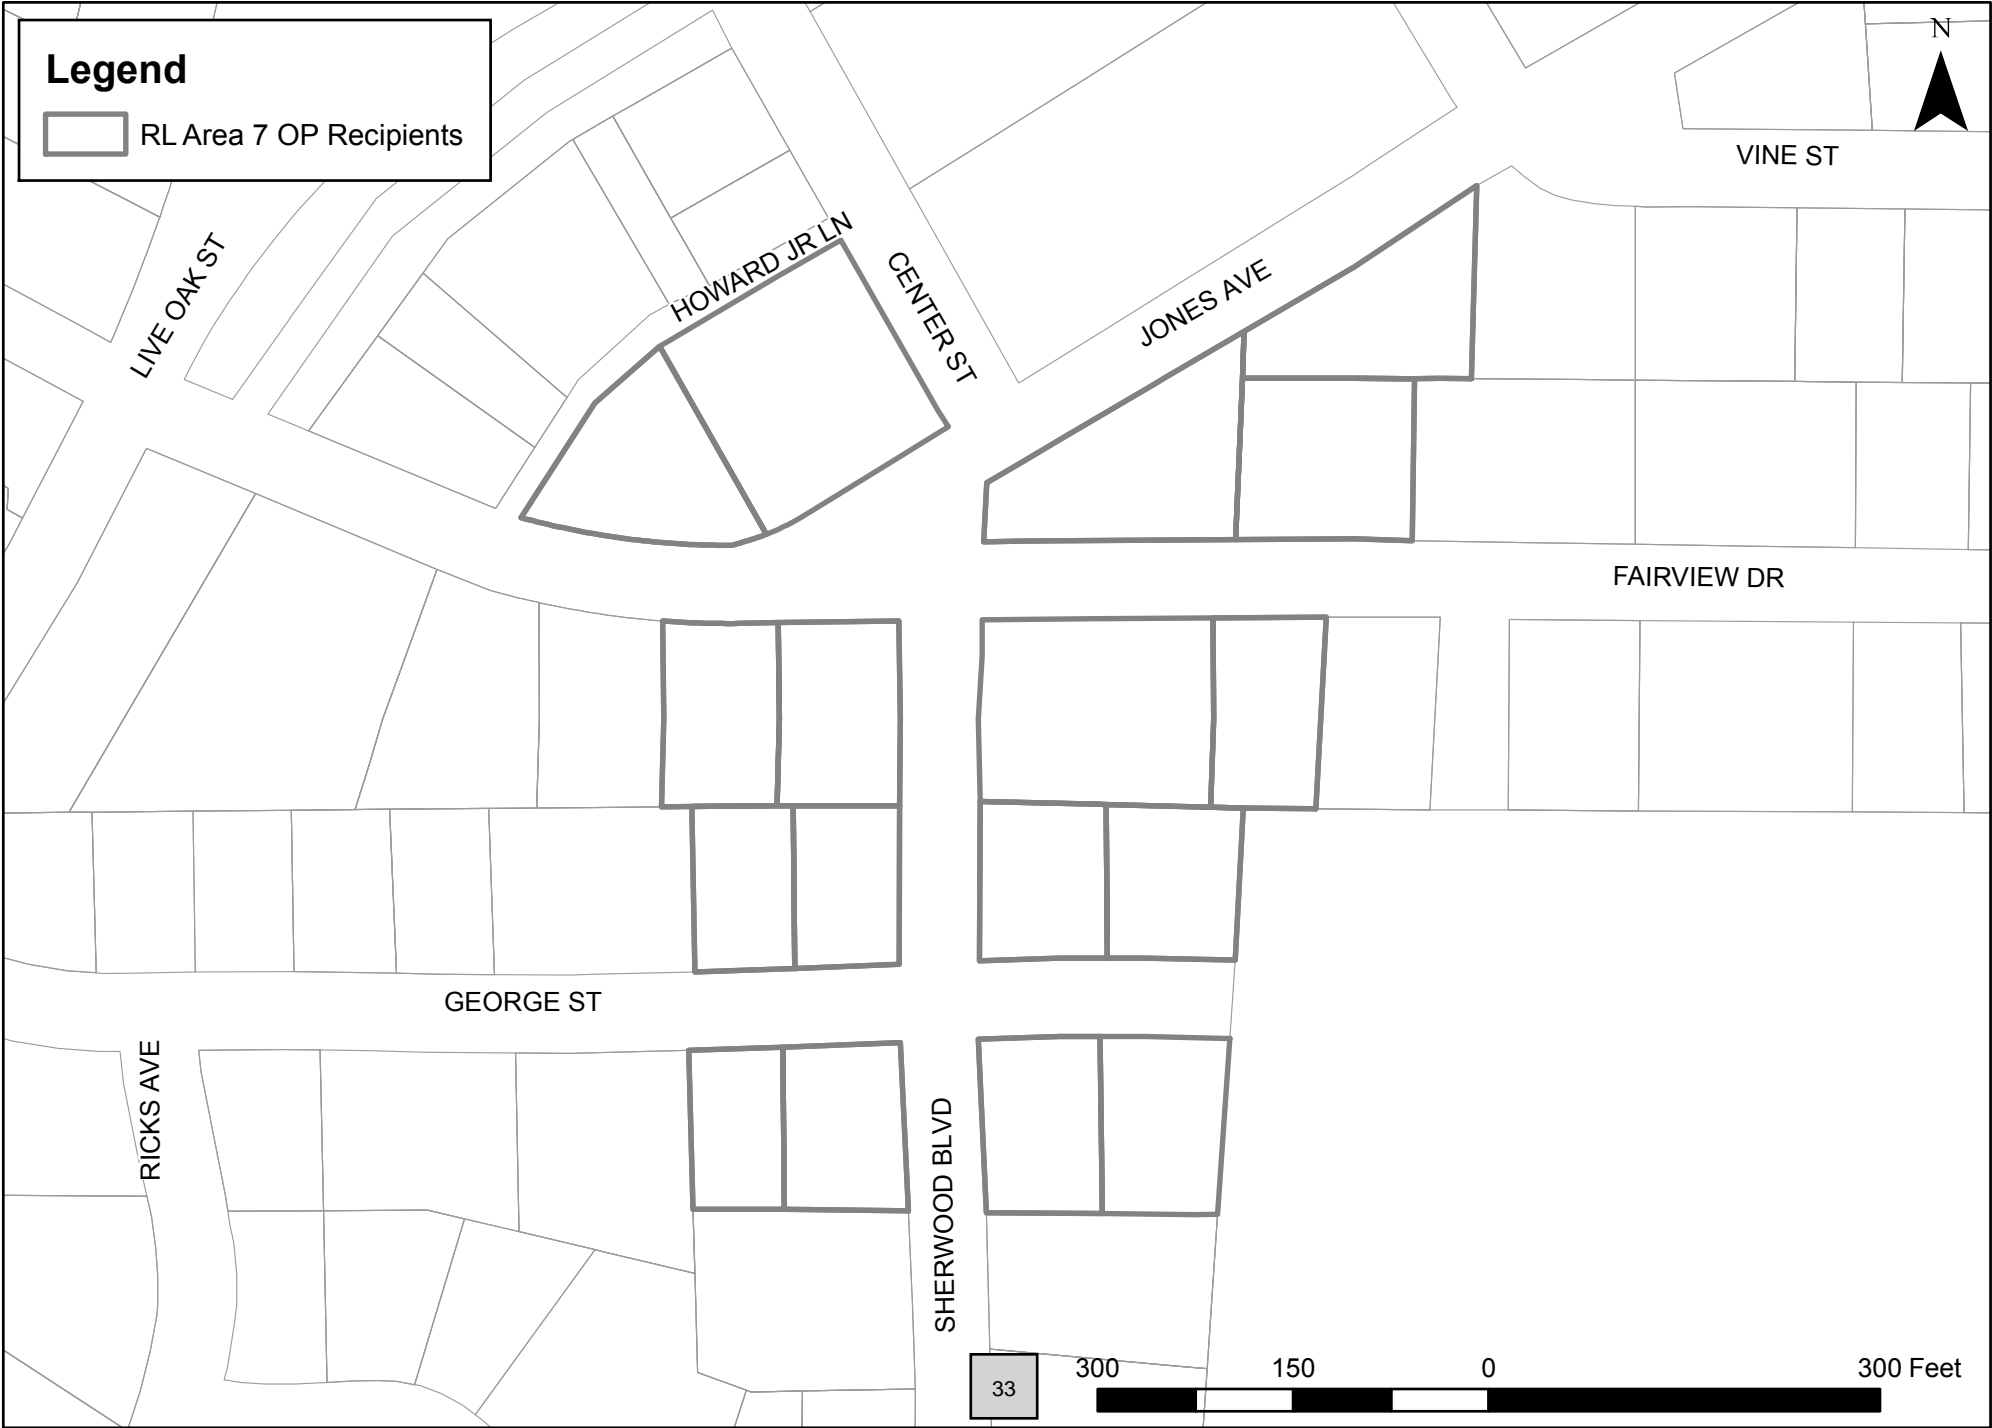 Legend
RL Area 7 OP Recipients
N
VINE ST
LIVE OAK ST
HOWARD JR LN
CENTER ST
JONES AVE
FAIRVIEW DR
GEORGE ST
RICKS AVE
SHERWOOD BLVD
33
300 150 0 300 Feet